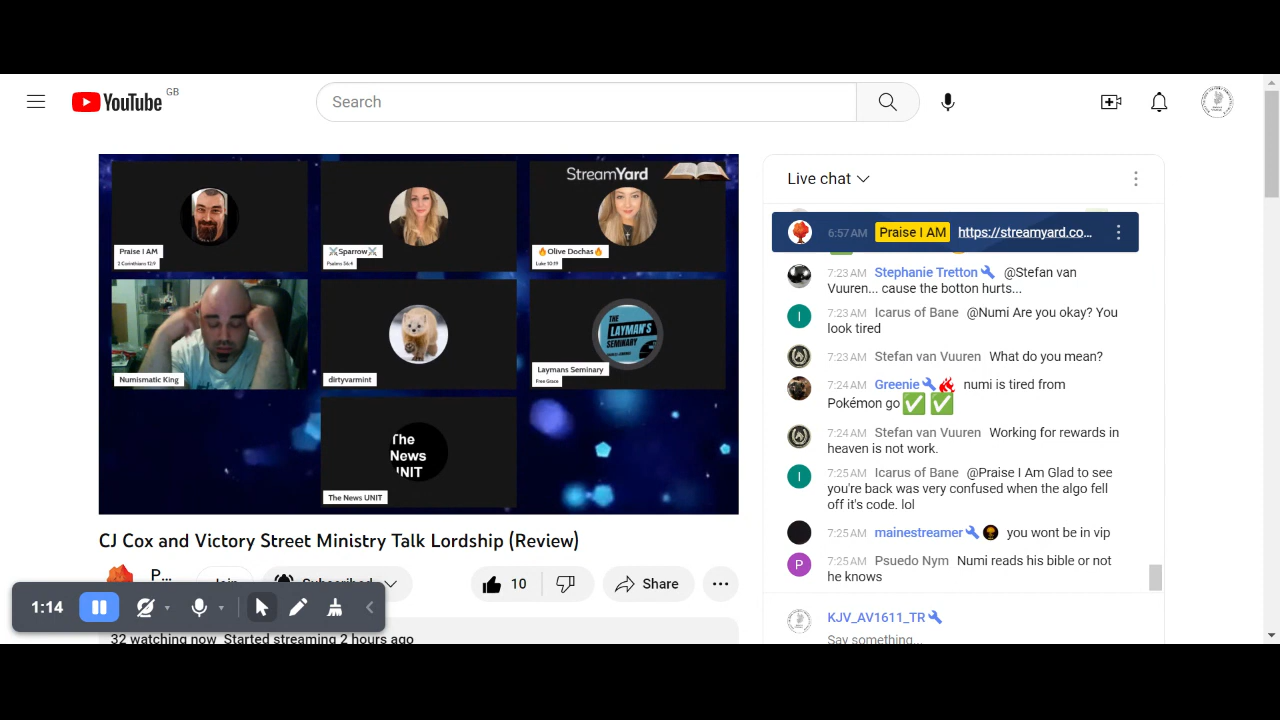 YouTube GB
Search
StreamYard
Praise I AM
2 Corinthians 12:9
⚔Sparrow⚔
Psalms 34:4
🔥Olive Dochas🔥
Luke 10:19
Numismatic King
dirtyvarmint
THE
LAYMAN'S
SEMINARY
Laymans Seminary
Free Grace
The
News
UNIT
The News UNIT
CJ Cox and Victory Street Ministry Talk Lordship (Review)
P...
Join
Subscribed
10
Share
1:14
32 watching now Started streaming 2 hours ago
Live chat
6:57 AM Praise I AM https://streamyard.co...
7:23 AM Stephanie Tretton @Stefan van
Vuuren... cause the botton hurts...
7:23 AM Icarus of Bane @Numi Are you okay? You
look tired
7:23 AM Stefan van Vuuren What do you mean?
7:24 AM Greenie numi is tired from
Pokémon go ✅ ✅
7:24 AM Stefan van Vuuren Working for rewards in
heaven is not work.
7:25 AM Icarus of Bane @Praise I Am Glad to see
you're back was very confused when the algo fell
off it's code. lol
7:25 AM mainestreamer you wont be in vip
7:25 AM Psuedo Nym Numi reads his bible or not
he knows
KJV_AV1611_TR
Say something...